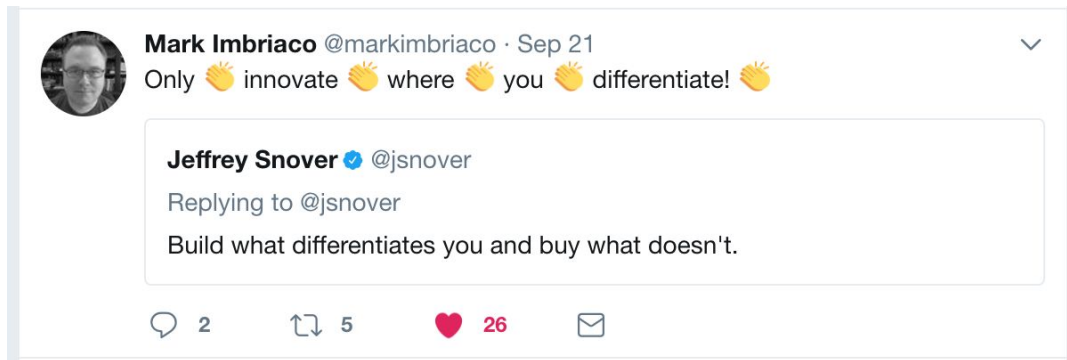 Mark Imbriaco @markimbriaco · Sep 21
Only 👏 innovate 👏 where 👏 you 👏 differentiate! 👏
Jeffrey Snover @jsnover
Replying to @jsnover
Build what differentiates you and buy what doesn't.
2 5 26